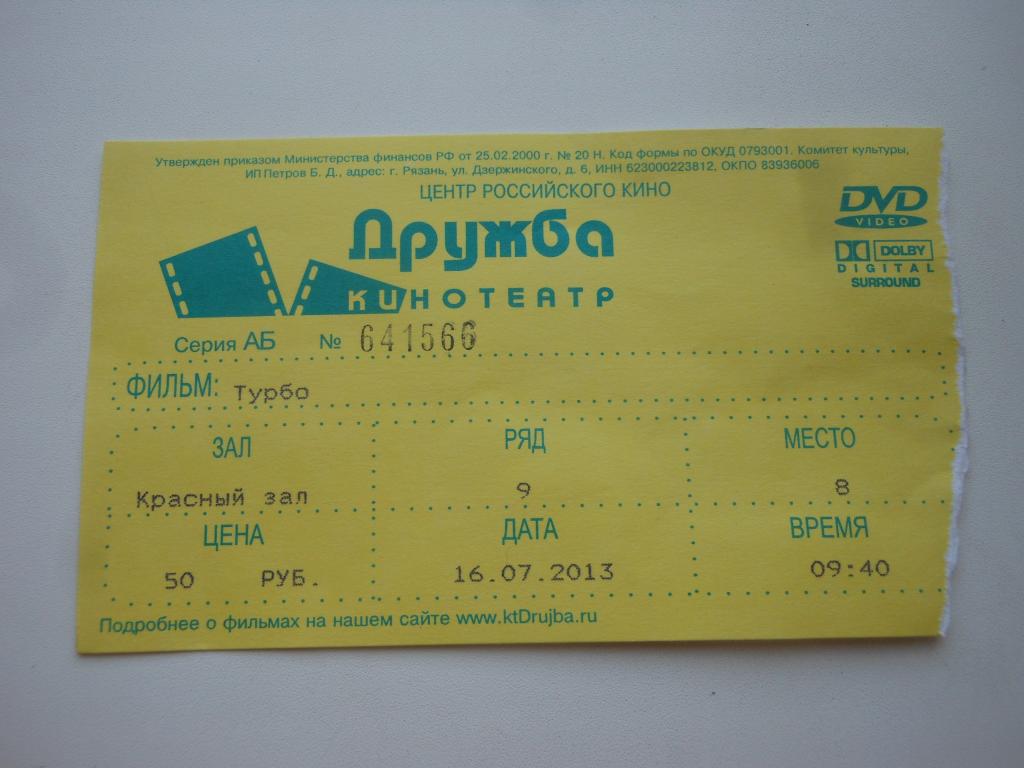 Утвержден приказом Министерства финансов РФ от 25.02.2000 г. № 20 Н. Код формы по ОКУД 0793001. Комитет культуры,
ИП Петров Б. Д., адрес: г. Рязань, ул. Дзержинского, д. 6, ИНН 623000223812, ОКПО 83936006
ЦЕНТР РОССИЙСКОГО КИНО
Дружба
КИНОТЕАТР
DVD
VIDEO
DOLBY
DIGITAL
SURROUND
Серия АБ № 641566
ФИЛЬМ: Турбо
ЗАЛ РЯД МЕСТО
Красный зал 9 8
ЦЕНА ДАТА ВРЕМЯ
50 РУБ. 16.07.2013 09:40
Подробнее о фильмах на нашем сайте www.ktDrujba.ru